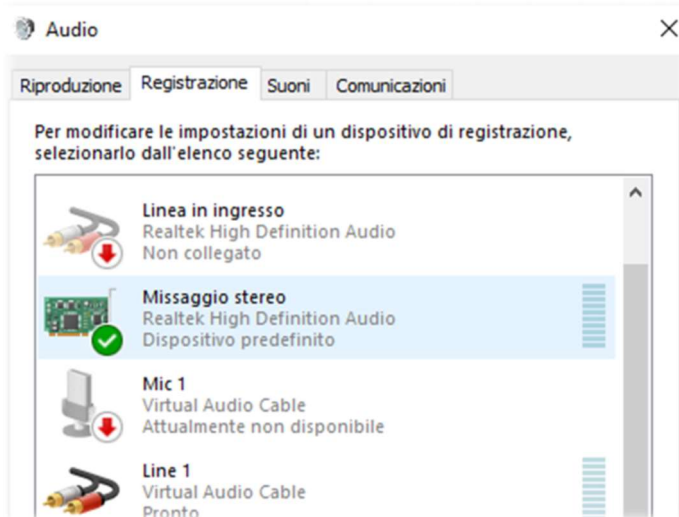 Audio
Riproduzione Registrazione Suoni Comunicazioni
Per modificare le impostazioni di un dispositivo di registrazione,
selezionarlo dall'elenco seguente:
Linea in ingresso
Realtek High Definition Audio
Non collegato
Missaggio stereo
Realtek High Definition Audio
Dispositivo predefinito
Mic 1
Virtual Audio Cable
Attualmente non disponibile
Line 1
Virtual Audio Cable
Pronto